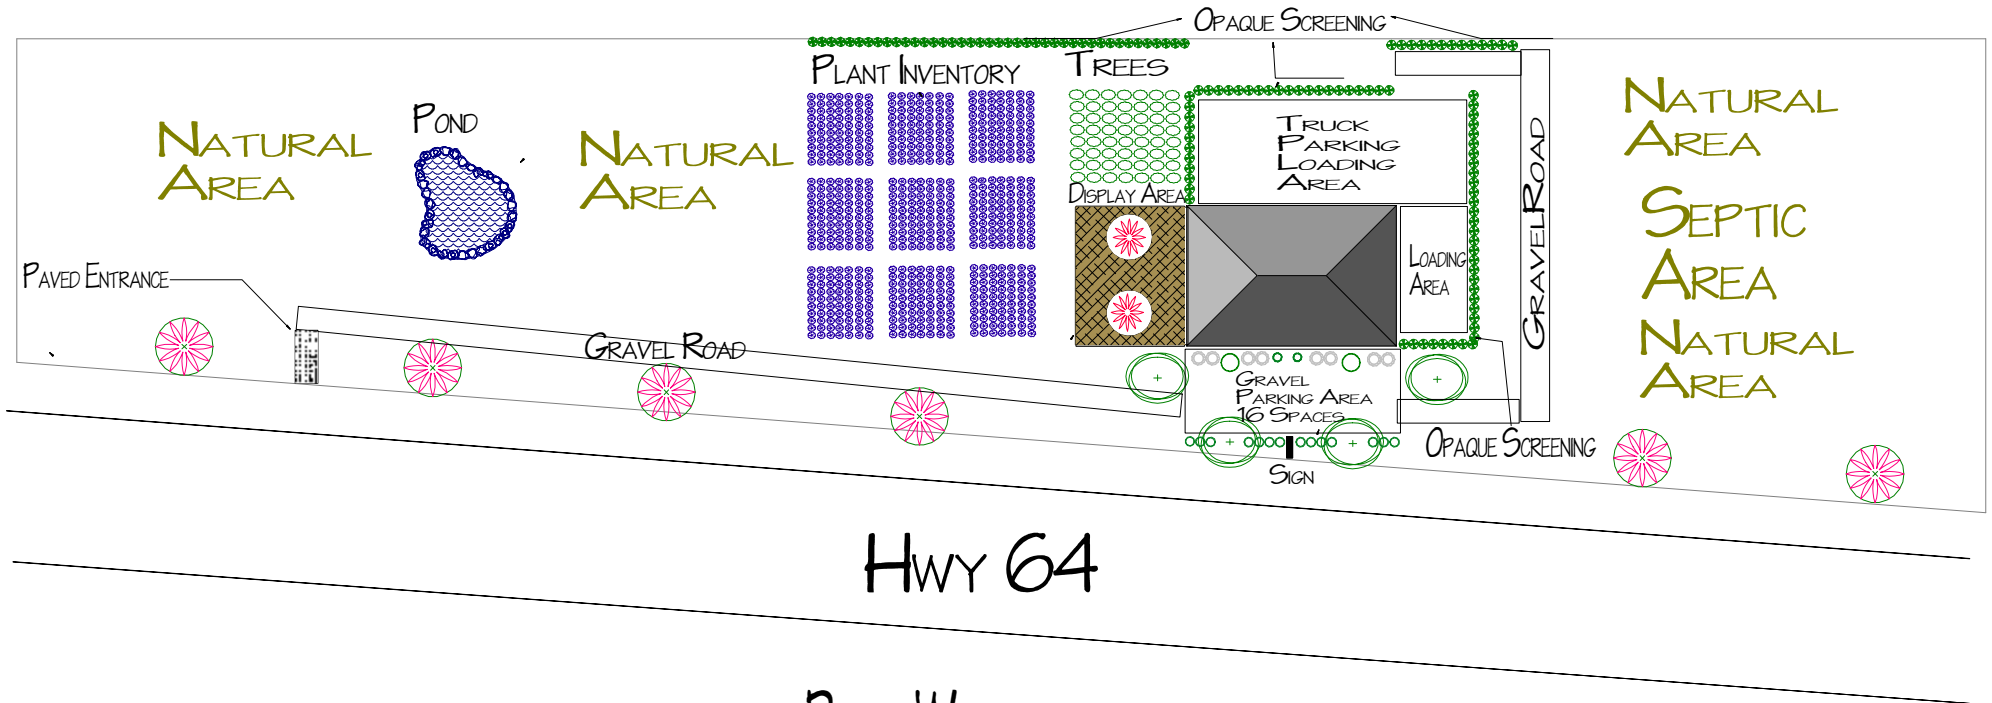 OPAQUE SCREENING
PLANT INVENTORY
TREES
NATURAL
AREA
POND
NATURAL
AREA
TRUCK
PARKING
LOADING
AREA
GRAVEL ROAD
NATURAL
AREA
SEPTIC
AREA
NATURAL
AREA
DISPLAY AREA
LOADING
AREA
PAVED ENTRANCE
GRAVEL ROAD
GRAVEL
PARKING AREA
16 SPACES
OPAQUE SCREENING
SIGN
HWY 64